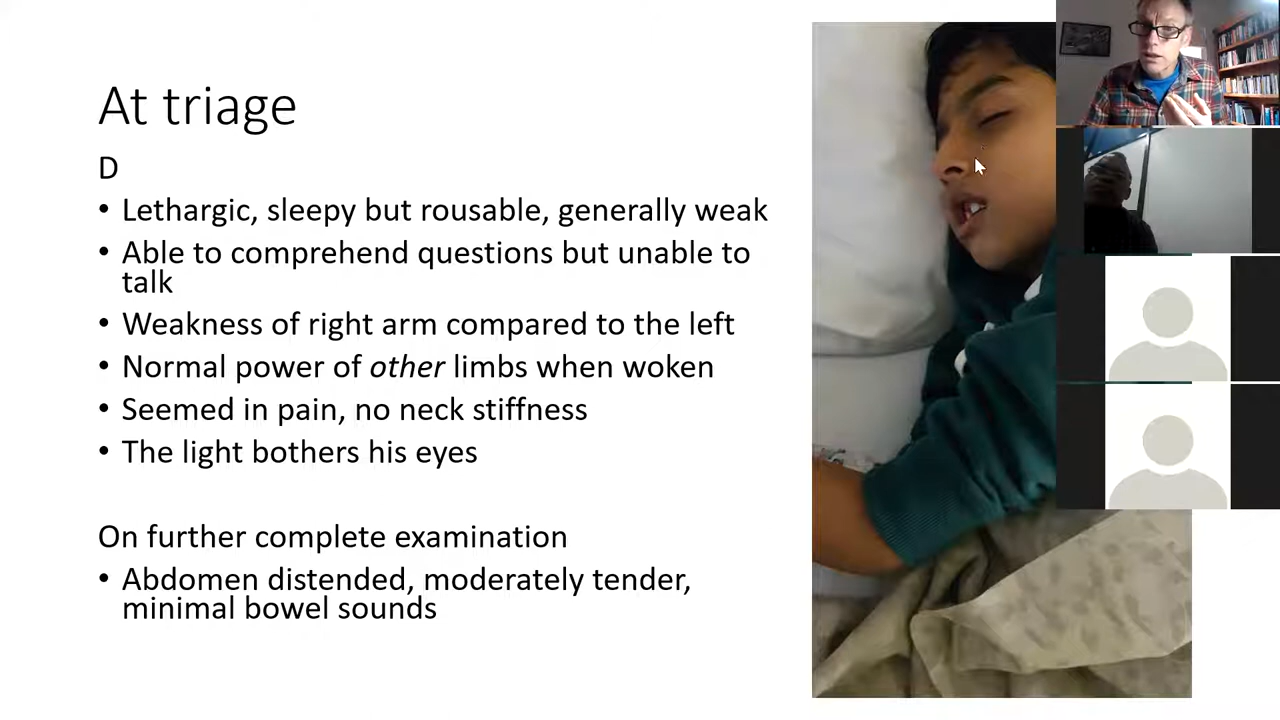 At triage
D
• Lethargic, sleepy but rousable, generally weak
• Able to comprehend questions but unable to
talk
• Weakness of right arm compared to the left
• Normal power of other limbs when woken
• Seemed in pain, no neck stiffness
• The light bothers his eyes
On further complete examination
• Abdomen distended, moderately tender,
minimal bowel sounds